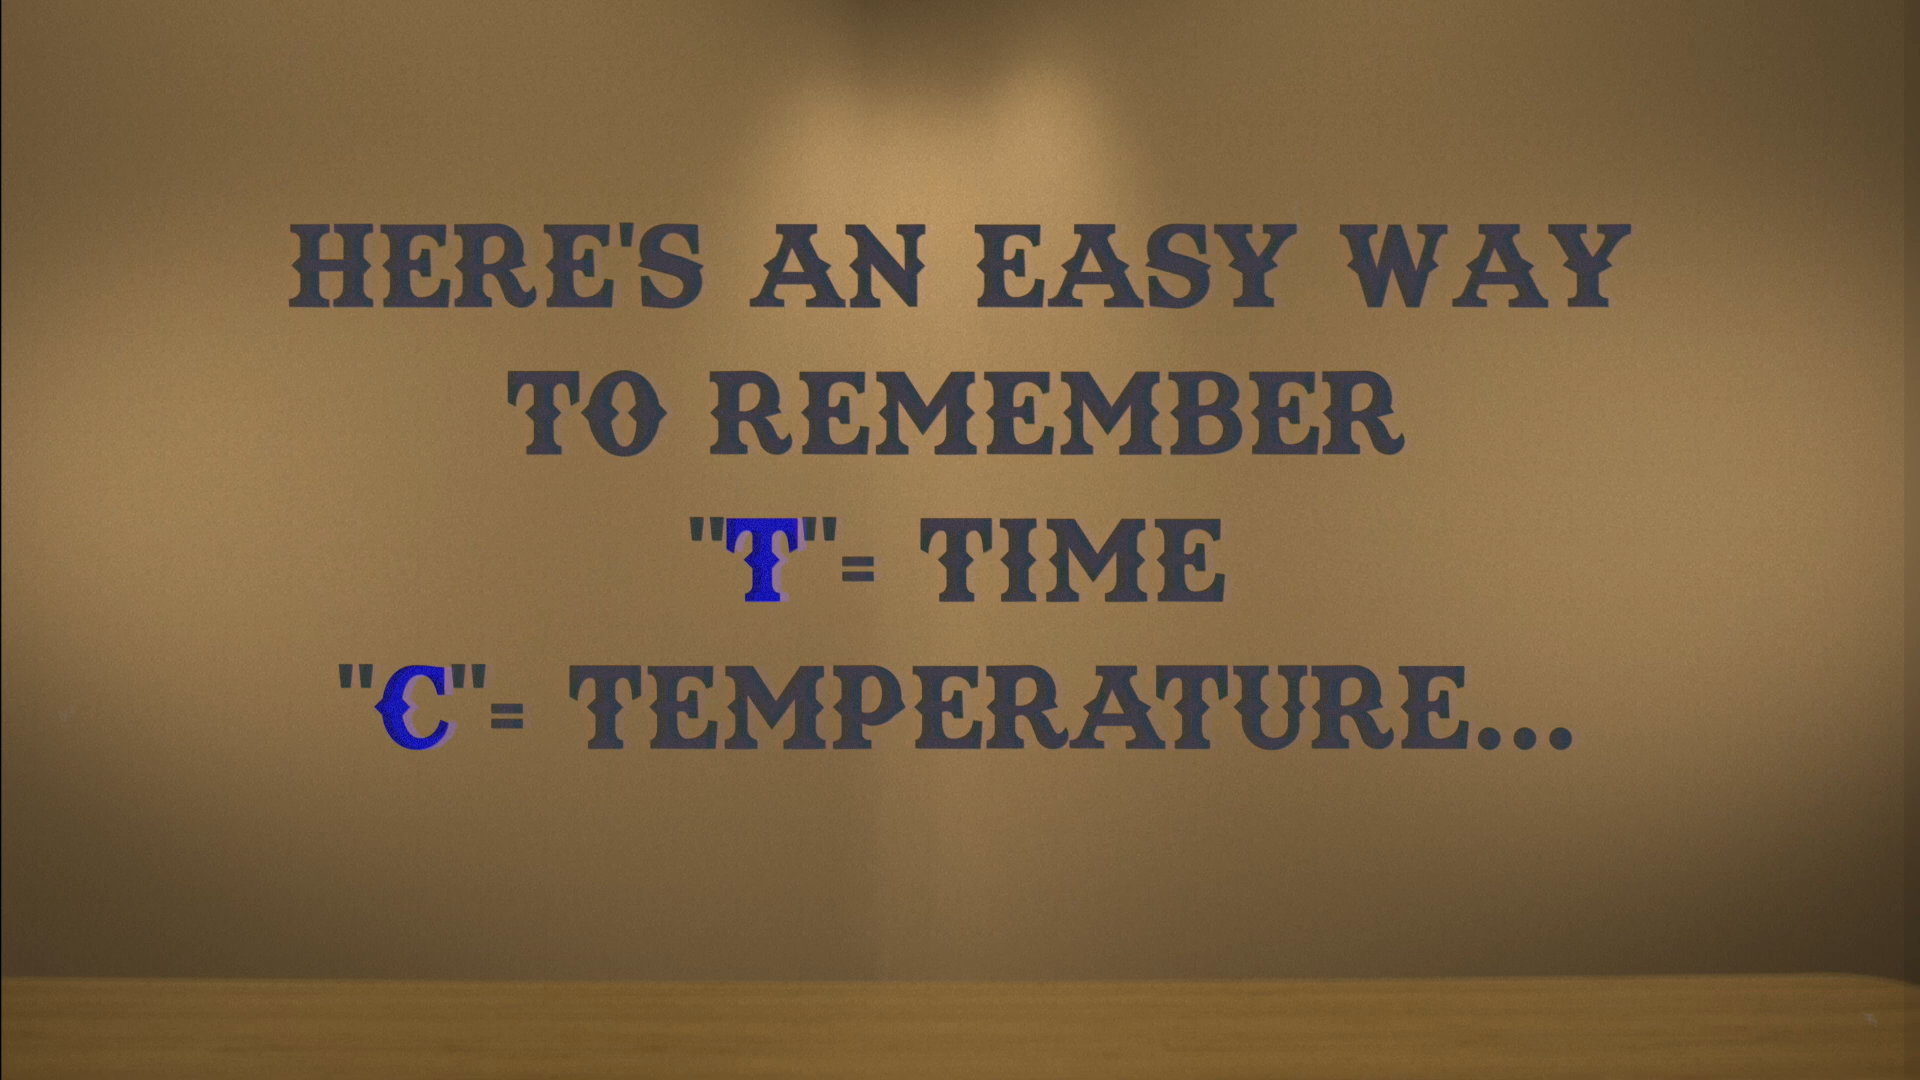 HERE'S AN EASY WAY
TO REMEMBER
"T"= TIME
"C"= TEMPERATURE...